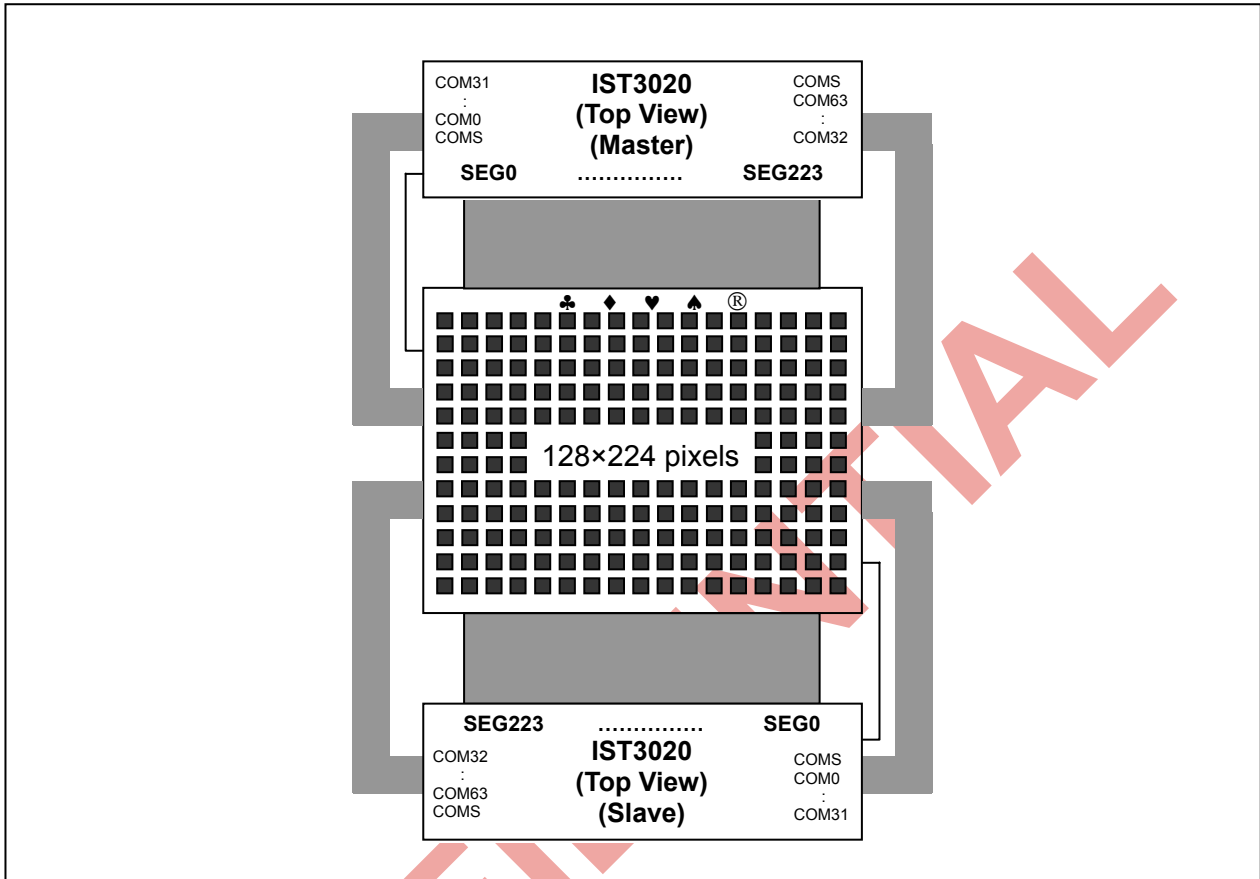 COM31
:
COM0
COMS
IST3020
(Top View)
(Master)
COMS
COM63
:
COM32
SEG0 ............... SEG223
♣ ♦ ♥ ♠ ®
128×224 pixels
SEG223 ............... SEG0
COM32
:
COM63
COMS
IST3020
(Top View)
(Slave)
COMS
COM0
:
COM31